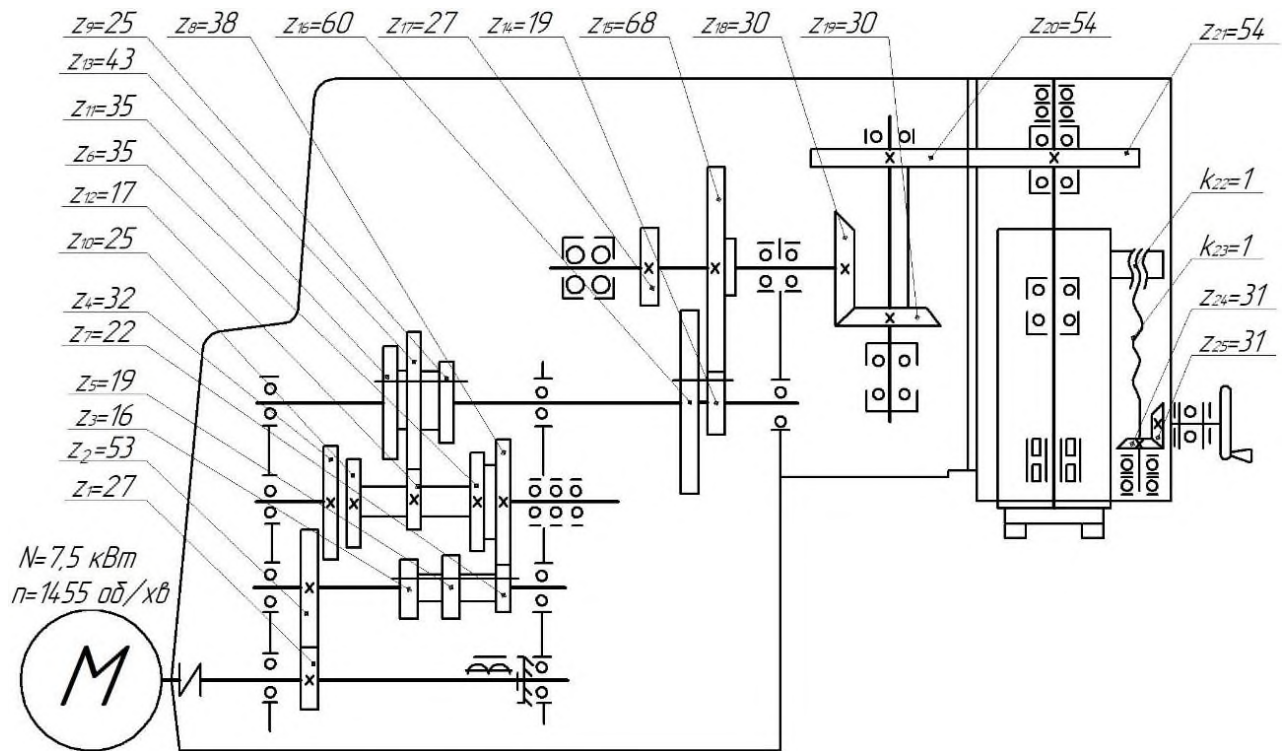 z9=25 z8=38 z16=60 z17=27 z14=19 z15=68 z18=30 z19=30 z20=54 z21=54
z13=43
z11=35
z6=35
z12=17
z10=25
z4=32
z7=22
z5=19
z3=16
z2=53
z1=27
k22=1
k23=1
z24=31
z25=31
N=7,5 кВт
n=1455 об/хв
М